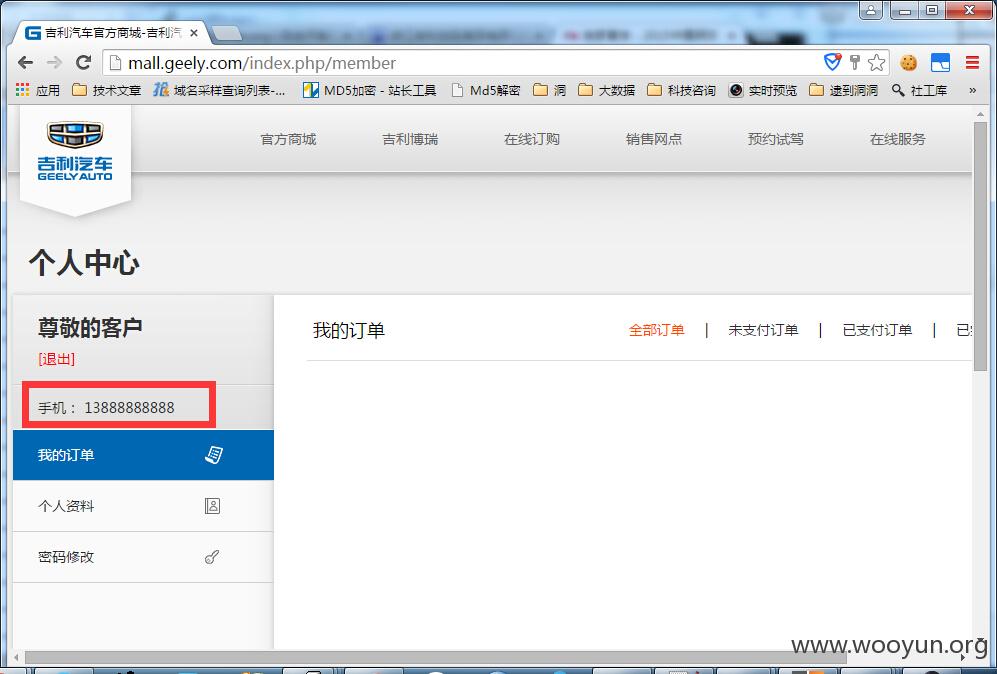 吉利汽车官方商城-吉利汽
mall.geely.com/index.php/member
应用 技术文章 域名采样查询列表-... MD5加密 - 站长工具 Md5解密 洞 大数据 科技咨询 实时预览 逮到洞洞 社工库 »
吉利汽车
GEELY AUTO
官方商城 吉利博瑞 在线订购 销售网点 预约试驾 在线服务
个人中心
尊敬的客户
[退出]
手机： 13888888888
我的订单
个人资料
密码修改
我的订单 全部订单 | 未支付订单 | 已支付订单 | 已
www.wooyun.org